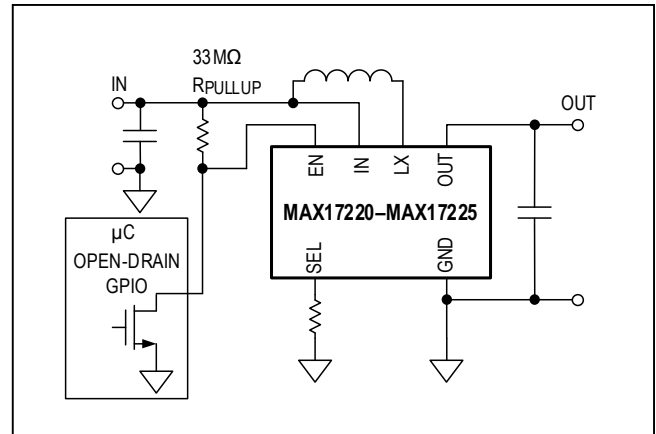 33MΩ
RPULLUP
IN
OUT
EN
IN
LX
OUT
MAX17220–MAX17225
SEL
GND
µC
OPEN-DRAIN
GPIO